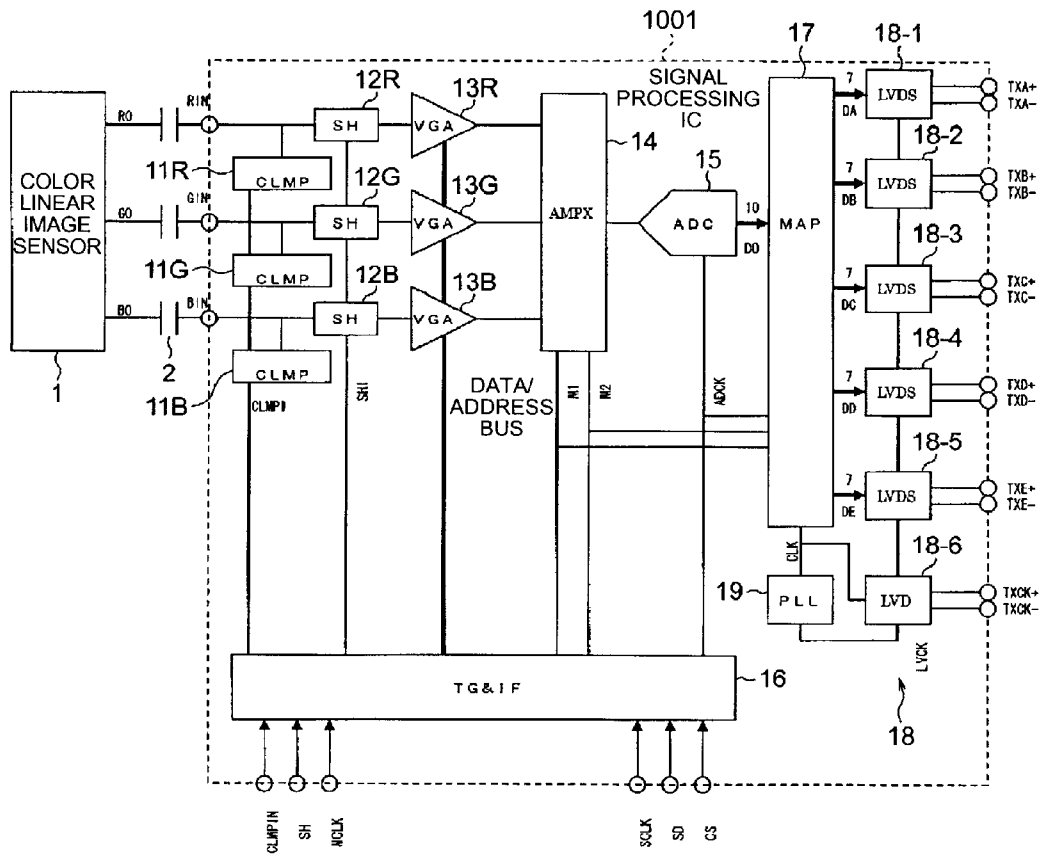 1001
17
18-1
SIGNAL
PROCESSING
IC
RO
RIN
12R
SH
13R
VGA
14
7
DA
LVDS
TXA+
TXA-
11R
CLMP
18-2
7
DB
LVDS
TXB+
TXB-
COLOR
LINEAR
IMAGE
SENSOR
GO
GIN
12G
SH
13G
VGA
AMPX
15
ADC
10
DO
MAP
11G
CLMP
18-3
7
DC
LVDS
TXC+
TXC-
BO
BIN
12B
SH
13B
VGA
1
2
11B
CLMP
CLMPI
SHI
DATA/
ADDRESS
BUS
M1
M2
ADCK
18-4
7
DD
LVDS
TXD+
TXD-
18-5
7
DE
LVDS
TXE+
TXE-
CLK
18-6
19
PLL
LVD
TXCK+
TXCK-
LVCK
TG&IF
16
18
CLMPIN
SH
MCLK
SCLK
SD
CS